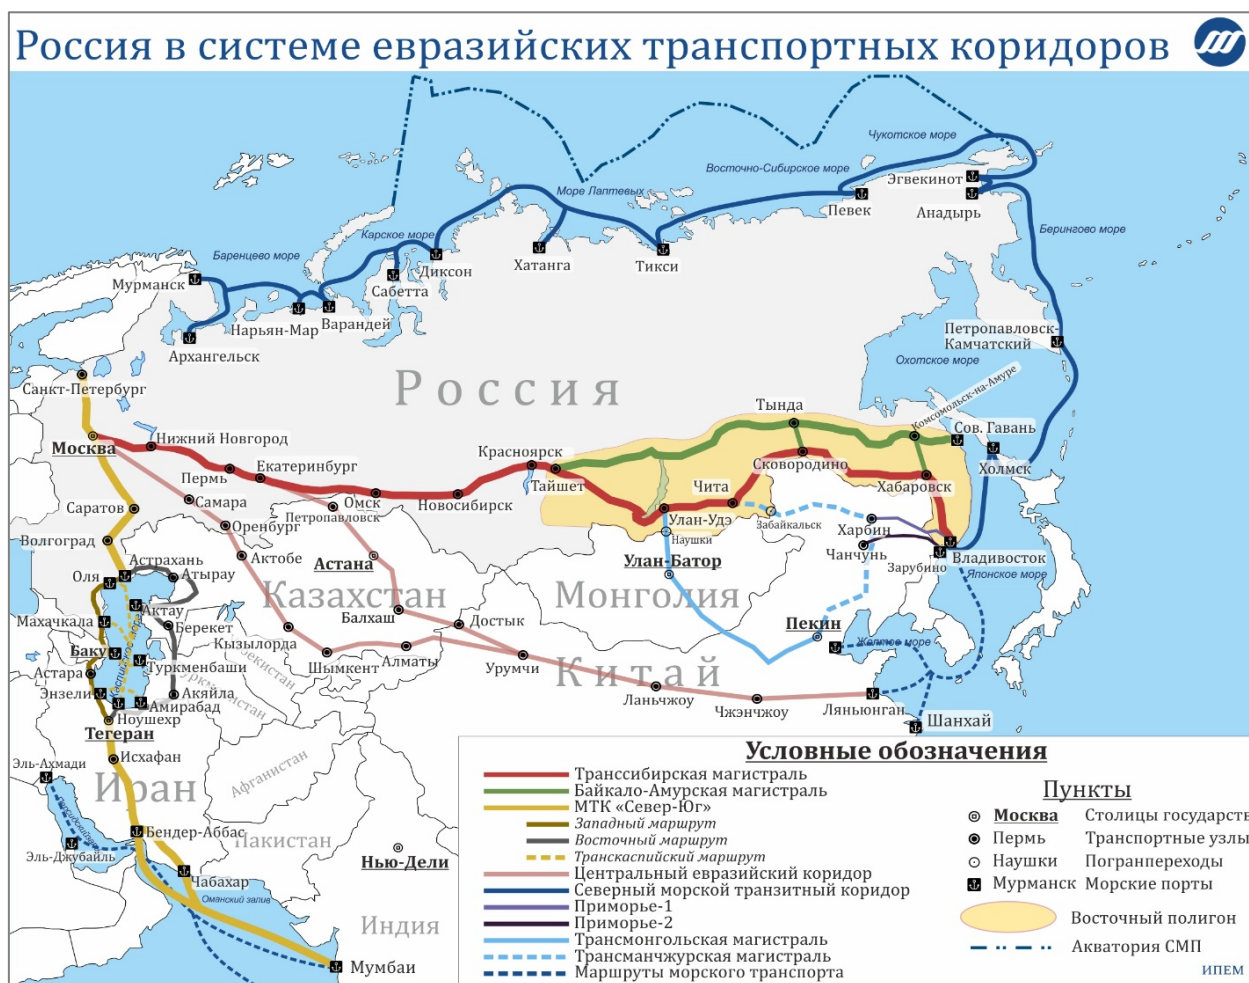 Россия в системе евразийских транспортных коридоров
Чукотское море
Восточно-Сибирское море
Эгвекинот
Море Лаптевых
Певек
Анадырь
Карское море
Берингово море
Баренцево море
Диксон
Хатанга
Тикси
Мурманск
Сабетта
Нарьян-Мар
Варандей
Архангельск
Петропавловск-
Камчатский
Охотское море
Санкт-Петербург
Россия
Тында
Комсомольск-на-Амуре
Сов. Гавань
Москва
Нижний Новгород
Красноярск
Холмск
Пермь
Екатеринбург
Тайшет
Сковородино
Хабаровск
Самара
Омск
Новосибирск
Чита
Саратов
Петропавловск
Улан-Удэ
Забайкальск
Оренбург
Харбин
Волгоград
Наушки
Чанчунь
Владивосток
Актобе
Астана
Улан-Батор
Зарубино
Астрахань
Японское море
Оля
Атырау
Казахстан
Монголия
Махачкала
Актау
Балхаш
Достык
Пекин
Берекет
Кызылорда
Желтое море
Баку
Туркменбаши
Шымкент
Алматы
Урумчи
Китай
Астара
Энзели
Акяйла
Ланьчжоу
Чжэнчжоу
Ляньюнган
Амирабад
Ноушехр
Шанхай
Тегеран
Исхафан
Эль-Ахмади
Иран
Афганистан
Бендер-Аббас
Пакистан
Эль-Джубайль
Нью-Дели
Чабахар
Оманский залив
Индия
Мумбаи
Условные обозначения
Транссибирская магистраль
Байкало-Амурская магистраль
МТК «Север-Юг»
Западный маршрут
Восточный маршрут
Транскаспийский маршрут
Центральный евразийский коридор
Северный морской транзитный коридор
Приморье-1
Приморье-2
Трансмонгольская магистраль
Трансманчжурская магистраль
Маршруты морского транспорта
Пункты
Москва Столицы государств
Пермь Транспортные узлы
Наушки Погранпереходы
Мурманск Морские порты
Восточный полигон
Акватория СМП
ИПЕМ